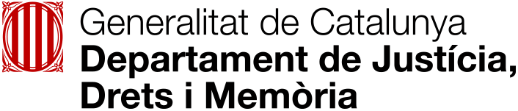 Generalitat de Catalunya
Departament de Justícia,
Drets i Memòria